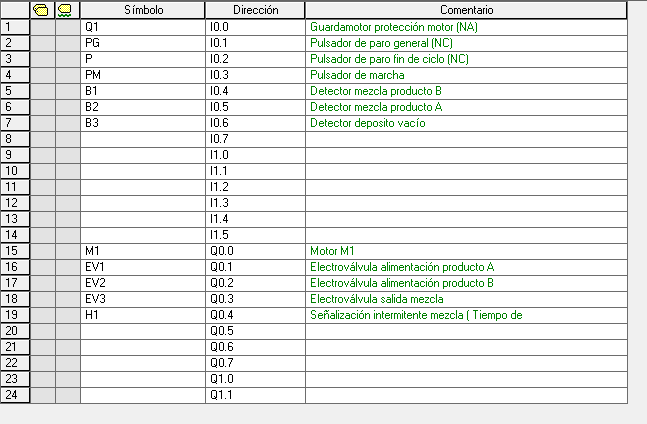 Símbolo Dirección Comentario
1 Q1 I0.0 Guardamotor protección motor (NA)
2 PG I0.1 Pulsador de paro general (NC)
3 P I0.2 Pulsador de paro fin de ciclo (NC)
4 PM I0.3 Pulsador de marcha
5 B1 I0.4 Detector mezcla producto B
6 B2 I0.5 Detector mezcla producto A
7 B3 I0.6 Detector deposito vacío
8 I0.7
9 I1.0
10 I1.1
11 I1.2
12 I1.3
13 I1.4
14 I1.5
15 M1 Q0.0 Motor M1
16 EV1 Q0.1 Electroválvula alimentación producto A
17 EV2 Q0.2 Electroválvula alimentación producto B
18 EV3 Q0.3 Electroválvula salida mezcla
19 H1 Q0.4 Señalización intermitente mezcla ( Tiempo de
20 Q0.5
21 Q0.6
22 Q0.7
23 Q1.0
24 Q1.1